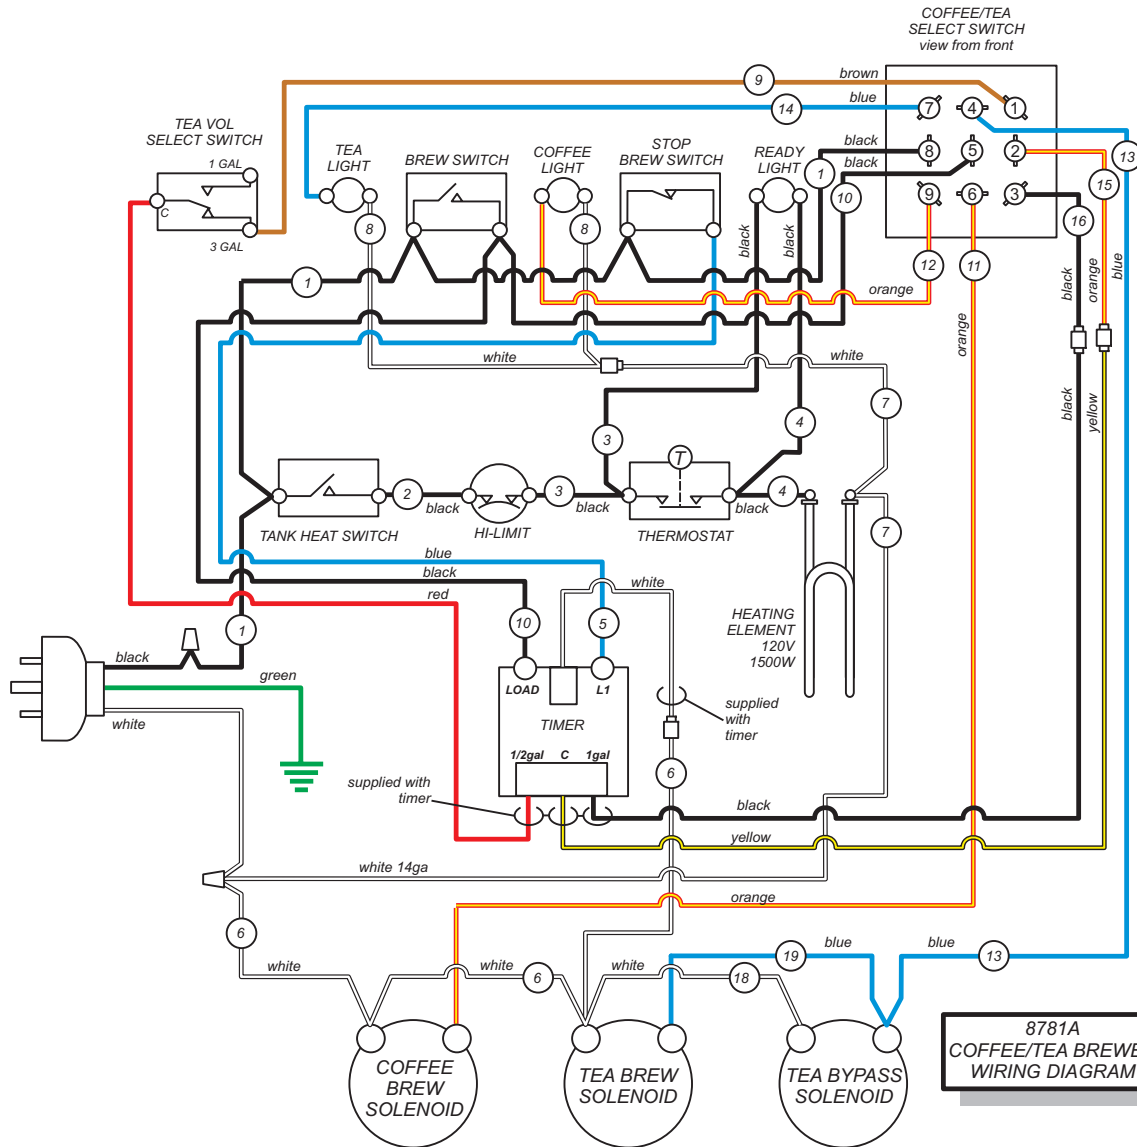 COFFEE/TEA
SELECT SWITCH
view from front
9
brown
14
blue
7
4
1
TEA VOL
SELECT SWITCH
1 GAL
C
3 GAL
TEA
LIGHT
8
BREW SWITCH
COFFEE
LIGHT
8
STOP
BREW SWITCH
READY
LIGHT
black
black
1
10
8
5
2
9
6
3
13
15
16
12
11
black
black
orange
orange
black
orange
blue
1
white
white
7
black
yellow
3
4
T
2
black
3
black
black
4
TANK HEAT SWITCH
HI-LIMIT
THERMOSTAT
7
blue
black
red
white
HEATING
ELEMENT
120V
1500W
1
10
5
black
green
white
LOAD
L1
TIMER
1/2gal
C
1gal
supplied
with
timer
supplied with
timer
6
black
yellow
white 14ga
orange
6
white
white
6
white
18
19
blue
blue
13
COFFEE
BREW
SOLENOID
TEA BREW
SOLENOID
TEA BYPASS
SOLENOID
8781A
COFFEE/TEA BREWE
WIRING DIAGRAM